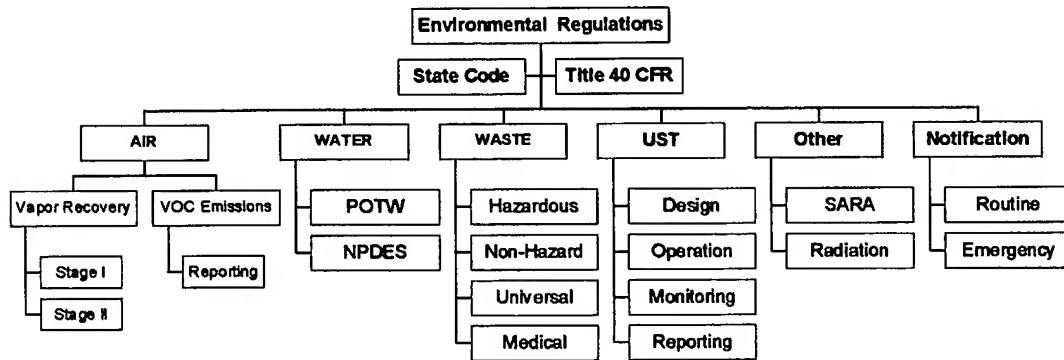 Environmental Regulations
State Code Title 40 CFR
AIR WATER WASTE UST Other Notification
Vapor Recovery VOC Emissions POTW Hazardous Design SARA Routine
Stage I Reporting NPDES Non-Hazard Operation Radiation Emergency
Stage II Universal Monitoring
Medical Reporting